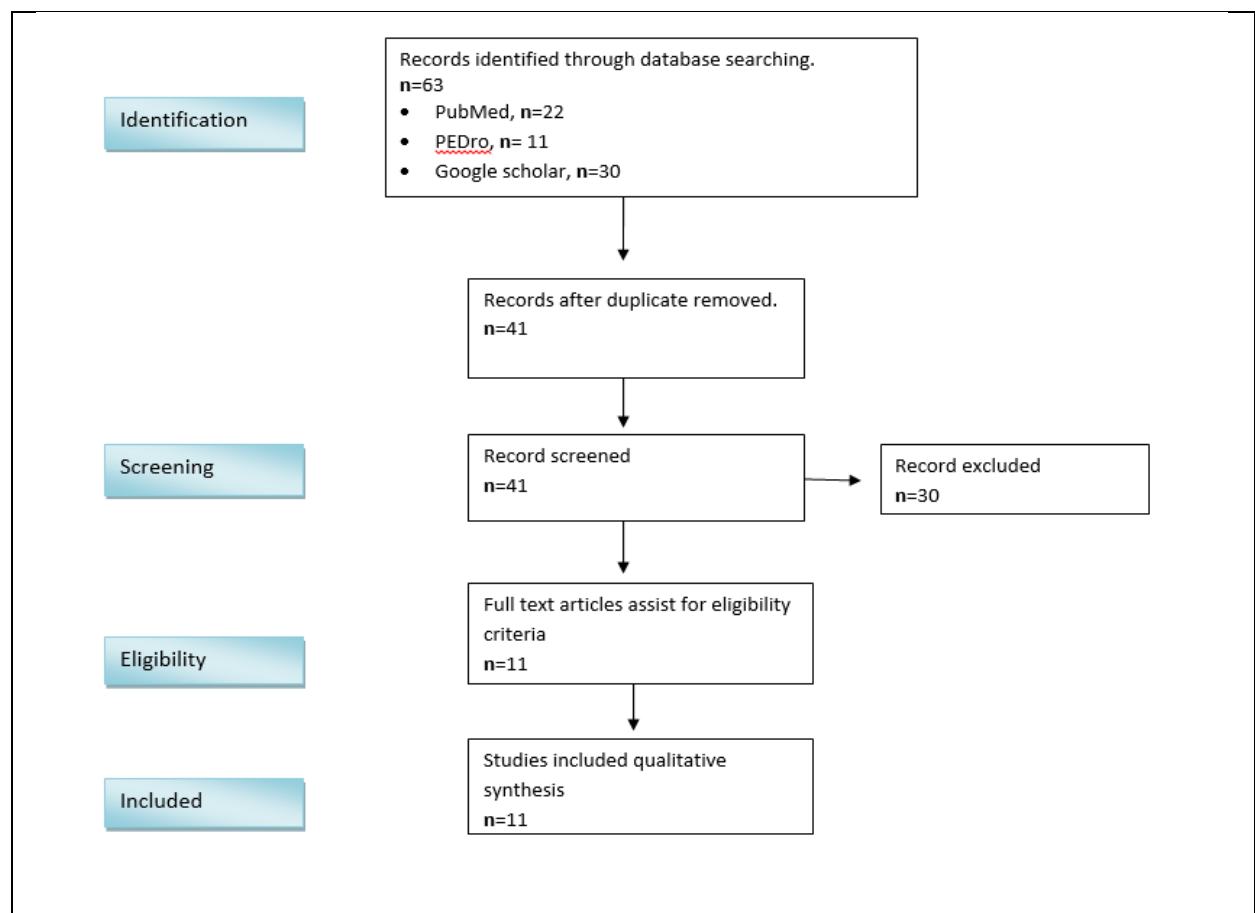 Records identified through database searching.
n=63
• PubMed, n=22
• PEDro, n= 11
• Google scholar, n=30
Identification
Records after duplicate removed.
n=41
Screening
Record screened
n=41
Record excluded
n=30
Eligibility
Full text articles assist for eligibility
criteria
n=11
Included
Studies included qualitative
synthesis
n=11